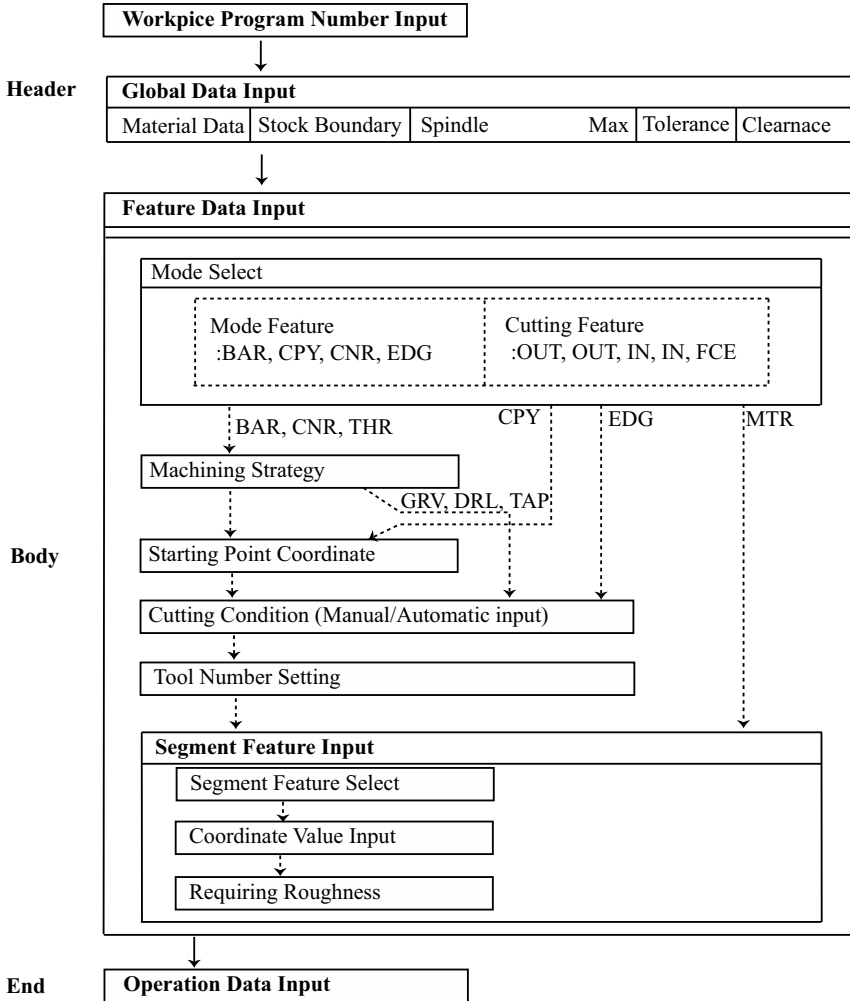 Workpice Program Number Input
Header
Global Data Input
Material Data Stock Boundary Spindle Max Tolerance Clearnace
Feature Data Input
Mode Select
Mode Feature
:BAR, CPY, CNR, EDG
Cutting Feature
:OUT, OUT, IN, IN, FCE
BAR, CNR, THR
CPY
EDG
MTR
Machining Strategy
GRV, DRL, TAP
Body
Starting Point Coordinate
Cutting Condition (Manual/Automatic input)
Tool Number Setting
Segment Feature Input
Segment Feature Select
Coordinate Value Input
Requiring Roughness
End
Operation Data Input